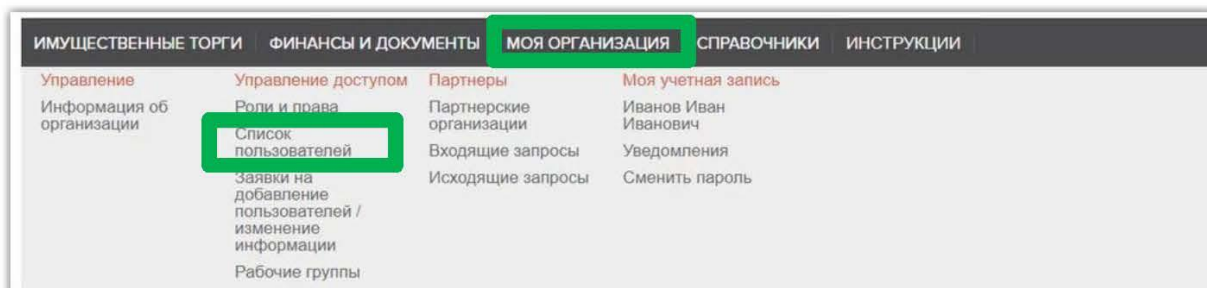 ИМУЩЕСТВЕННЫЕ ТОРГИ ФИНАНСЫ И ДОКУМЕНТЫ МОЯ ОРГАНИЗАЦИЯ СПРАВОЧНИКИ ИНСТРУКЦИИ
Управление
Информация об
организации
Управление доступом
Роли и права
Список
пользователей
Заявки на
добавление
пользователей /
изменение
информации
Рабочие группы
Партнеры
Партнерские
организации
Входящие запросы
Исходящие запросы
Моя учетная запись
Иванов Иван
Иванович
Уведомления
Сменить пароль